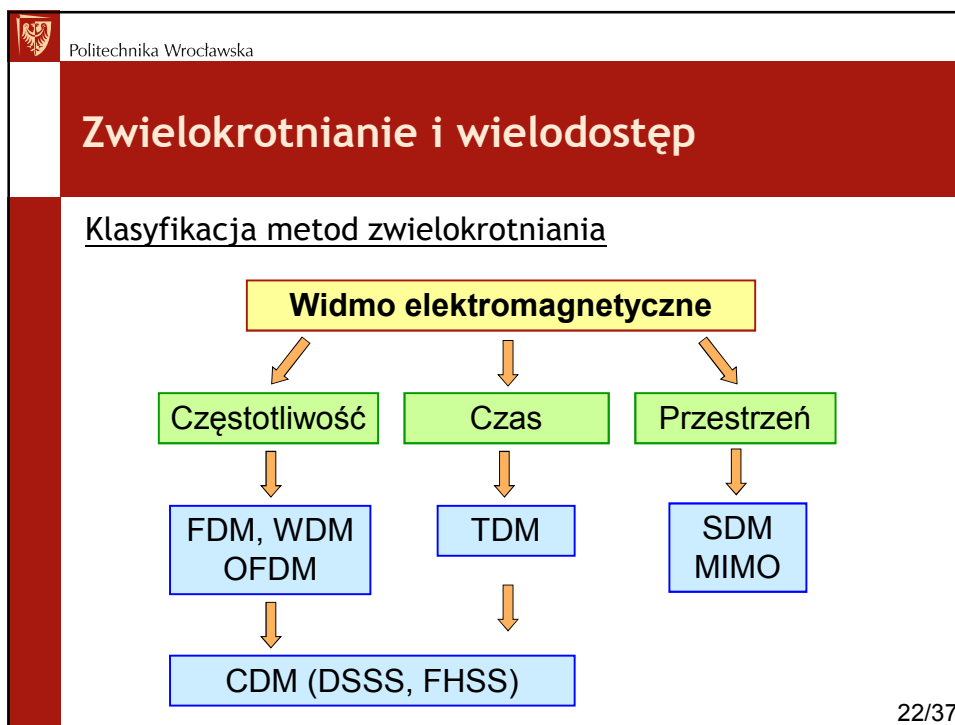 Politechnika Wrocławska
Zwielokrotnianie i wielodostęp
Klasyfikacja metod zwielokrotniania
Widmo elektromagnetyczne
Częstotliwość
Czas
Przestrzeń
FDM, WDM
OFDM
TDM
SDM
MIMO
CDM (DSSS, FHSS)
22/37